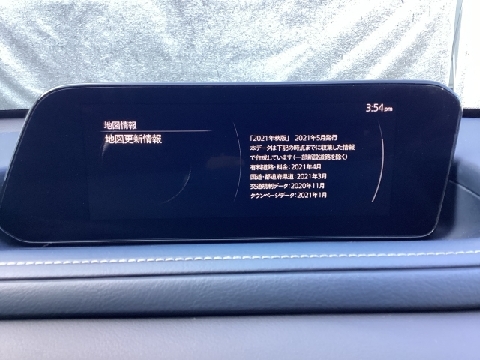 3:54pm
地図情報
地図更新情報
「2021年秋版」 2021年5月発行
本データは下記の時点までに収集した情報
で作成しています(一部新設道路を除く)
有料道路・料金: 2021年4月
国道・都道府県道: 2021年3月
交通規制データ: 2020年11月
タウンページデータ: 2021年1月